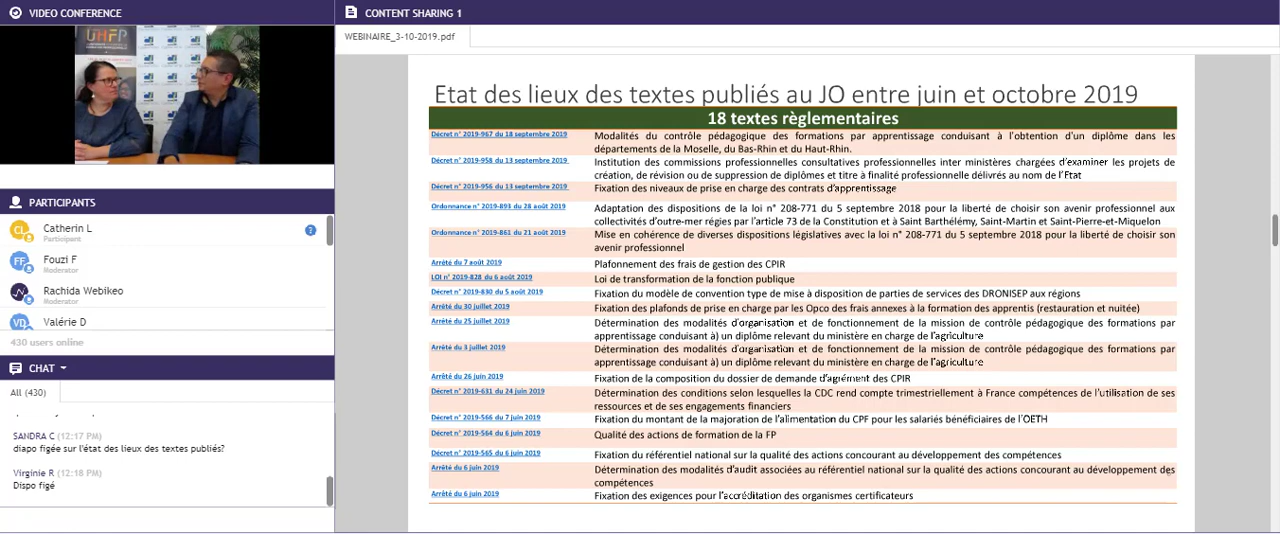 VIDEO CONFERENCE
UHFP
PARTICIPANTS
CL
Catherin L
Participant
?
FF
Fouzi F
Moderator
Rachida Webikeo
Moderator
VD
Valérie D
430 users online
CHAT
All (430)
SANDRA C (12:17 PM)
diapo figée sur l'état des lieux des textes publiés?
Virginie R (12:18 PM)
Dispo figé
CONTENT SHARING 1
WEBINAIRE_3-10-2019.pdf
Etat des lieux des textes publiés au JO entre juin et octobre 2019
18 textes règlementaires
Décret n° 2019-967 du 18 septembre 2019
Modalités du contrôle pédagogique des formations par apprentissage conduisant à l'obtention d'un diplôme dans les
départements de la Moselle, du Bas-Rhin et du Haut-Rhin.
Décret n° 2019-958 du 13 septembre 2019
Institution des commissions professionnelles consultatives professionnelles inter ministères chargées d'examiner les projets de
création, de révision ou de suppression de diplômes et titre à finalité professionnelle délivrés au nom de l'Etat
Décret n° 2019-956 du 13 septembre 2019
Fixation des niveaux de prise en charge des contrats d'apprentissage
Ordonnance n° 2019-893 du 28 août 2019
Adaptation des dispositions de la loi n° 208-771 du 5 septembre 2018 pour la liberté de choisir son avenir professionnel aux
collectivités d'outre-mer régies par l'article 73 de la Constitution et à Saint Barthélémy, Saint-Martin et Saint-Pierre-et-Miquelon
Ordonnance n° 2019-861 du 21 août 2019
Mise en cohérence de diverses dispositions législatives avec la loi n° 208-771 du 5 septembre 2018 pour la liberté de choisir son
avenir professionnel
Arrêté du 7 août 2019
Plafonnement des frais de gestion des CPIR
LOI n° 2019-828 du 6 août 2019
Loi de transformation de la fonction publique
Décret n° 2019-830 du 5 août 2019
Fixation du modèle de convention type de mise à disposition de parties de services des DRONISEP aux régions
Arrêté du 30 juillet 2019
Fixation des plafonds de prise en charge par les Opco des frais annexes à la formation des apprentis (restauration et nuitée)
Arrêté du 25 juillet 2019
Détermination des modalités d'organisation et de fonctionnement de la mission de contrôle pédagogique des formations par
apprentissage conduisant à) un diplôme relevant du ministère en charge de l'agriculture
Arrêté du 3 juillet 2019
Détermination des modalités d'organisation et de fonctionnement de la mission de contrôle pédagogique des formations par
apprentissage conduisant à) un diplôme relevant du ministère en charge de l'agriculture
Arrêté du 26 juin 2019
Fixation de la composition du dossier de demande d'agrément des CPIR
Décret n° 2019-631 du 24 juin 2019
Détermination des conditions selon lesquelles la CDC rend compte trimestriellement à France compétences de l'utilisation de ses
ressources et de ses engagements financiers
Décret n° 2019-566 du 7 juin 2019
Fixation du montant de la majoration de l'alimentation du CPF pour les salariés bénéficiaires de l'OETH
Décret n° 2019-564 du 6 juin 2019
Qualité des actions de formation de la FP
Décret n° 2019-565 du 6 juin 2019
Fixation du référentiel national sur la qualité des actions concourant au développement des compétences
Arrêté du 6 juin 2019
Détermination des modalités d'audit associées au référentiel national sur la qualité des actions concourant au développement des
compétences
Arrêté du 6 juin 2019
Fixation des exigences pour l'accréditation des organismes certificateurs